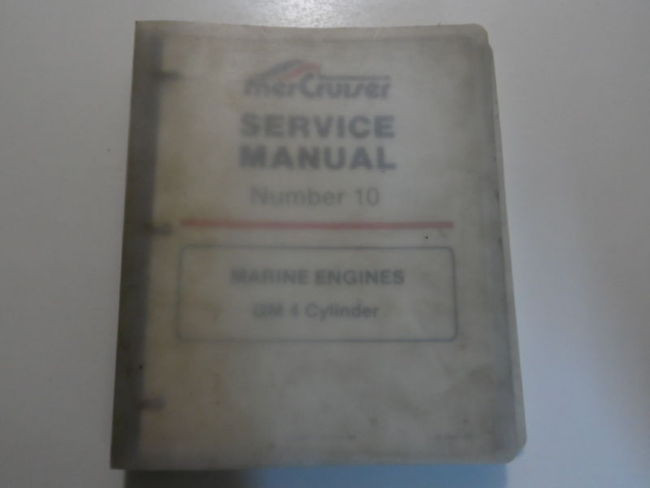 merCruiser
SERVICE
MANUAL
Number 10
MARINE ENGINES
GM 4 Cylinder